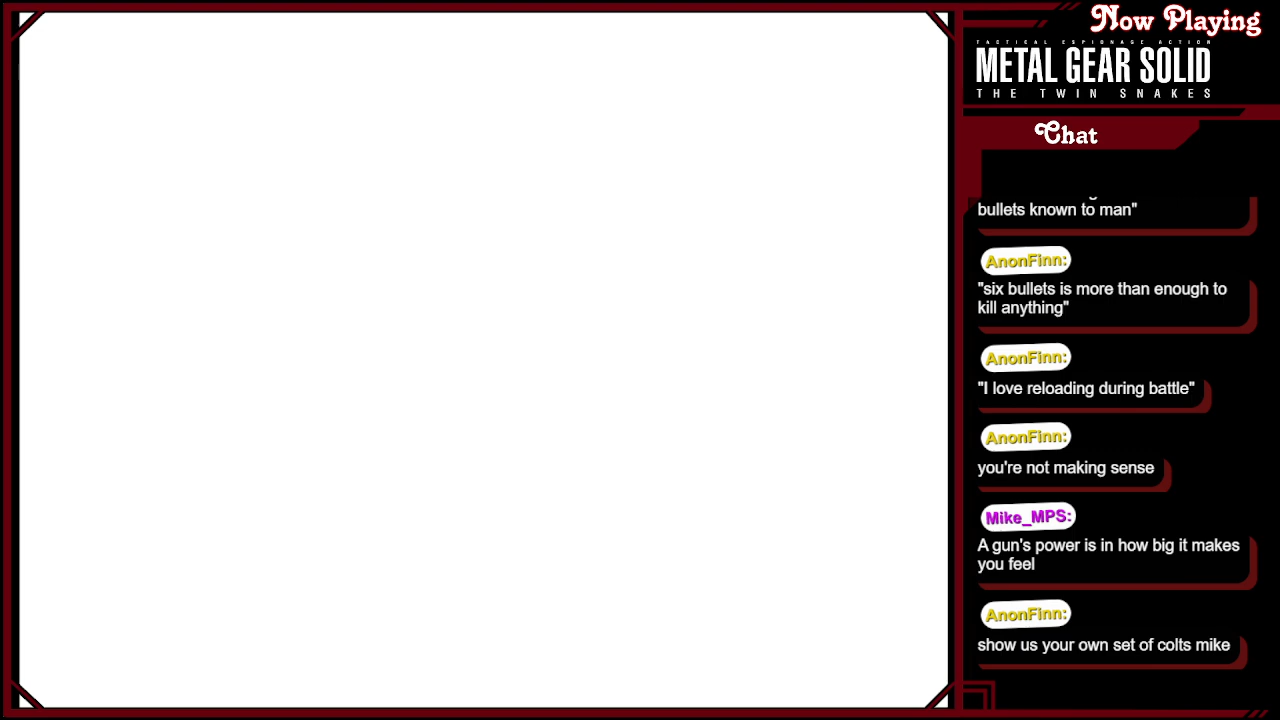 Now Playing
TACTICAL ESPIONAGE ACTION
METAL GEAR SOLID
THE TWIN SNAKES
Chat
bullets known to man"
AnonFinn:
"six bullets is more than enough to
kill anything"
AnonFinn:
"I love reloading during battle"
AnonFinn:
you're not making sense
Mike_MPS:
A gun's power is in how big it makes
you feel
AnonFinn:
show us your own set of colts mike